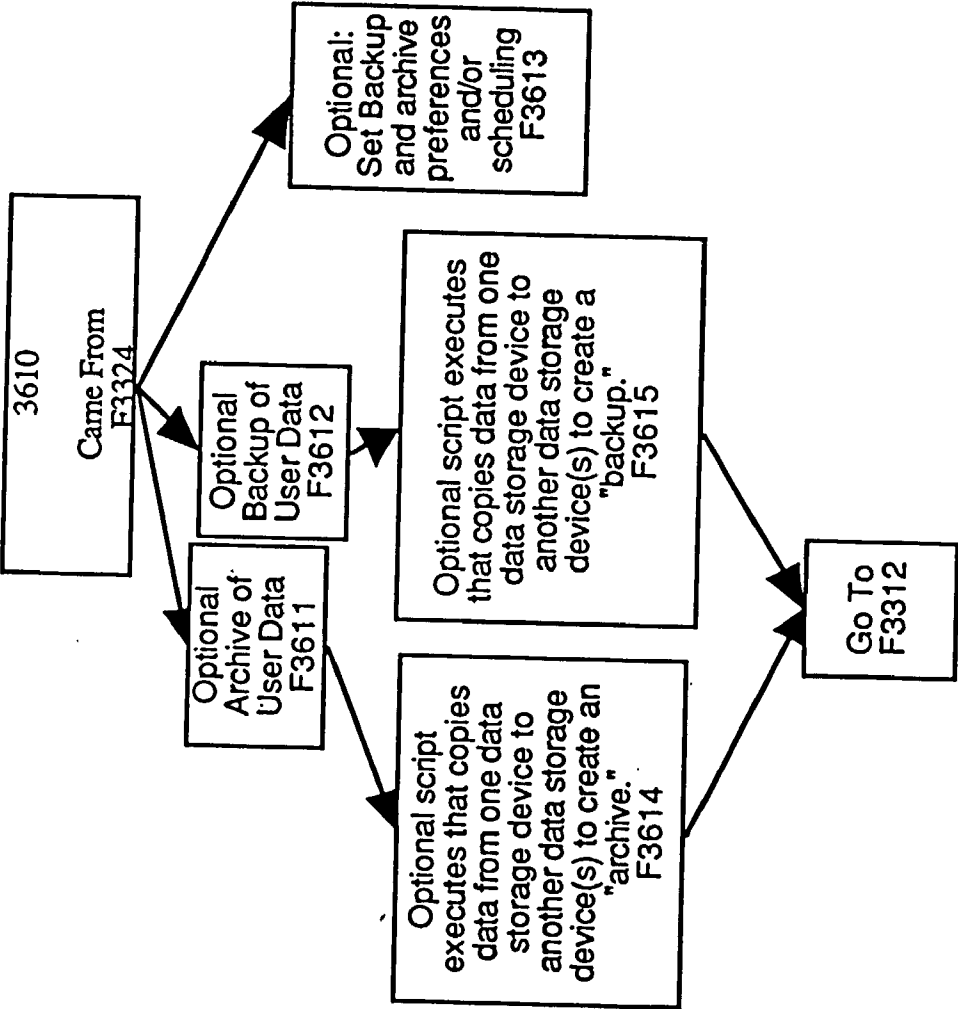 3610
Came From
F3324
Optional
Archive of
User Data
F3611
Optional
Backup of
User Data
F3612
Optional:
Set Backup
and archive
preferences
and/or
scheduling
F3613
Optional script
executes that copies
data from one data
storage device to
another data storage
device(s) to create an
"archive."
F3614
Optional script executes
that copies data from one
data storage device to
another data storage
device(s) to create a
"backup."
F3615
Go To
F3312